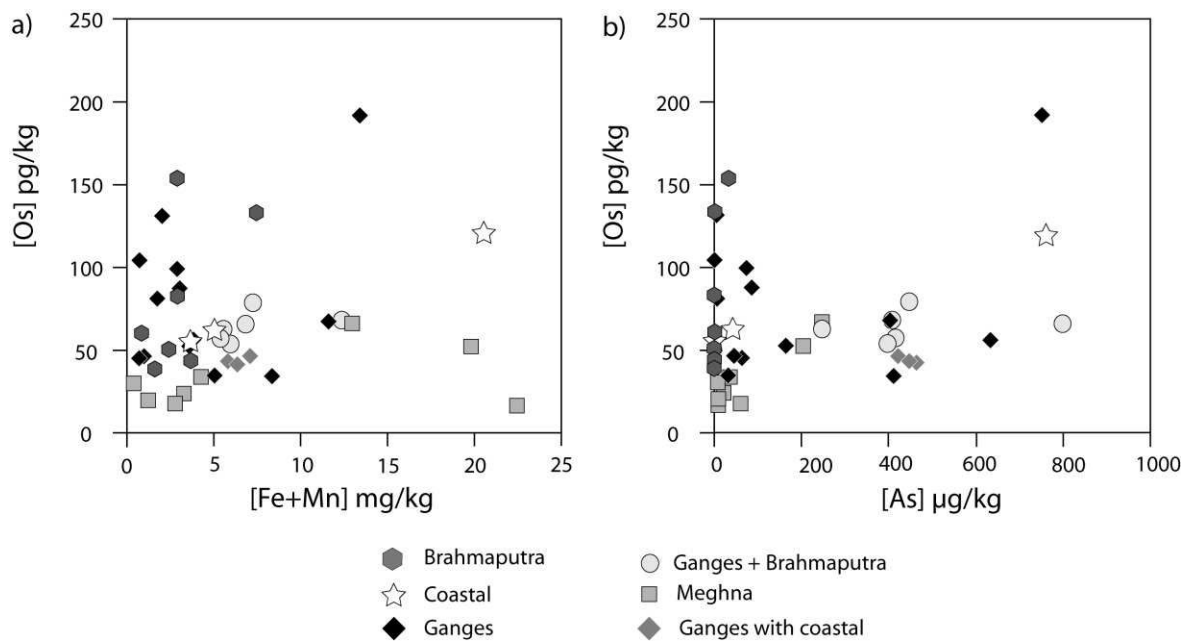 a)
250
200
150
100
50
0
[Os] pg/kg
0 5 10 15 20 25
[Fe+Mn] mg/kg
b)
250
200
150
100
50
0
[Os] pg/kg
0 200 400 600 800 1000
[As] µg/kg
Brahmaputra
Coastal
Ganges
Ganges + Brahmaputra
Meghna
Ganges with coastal